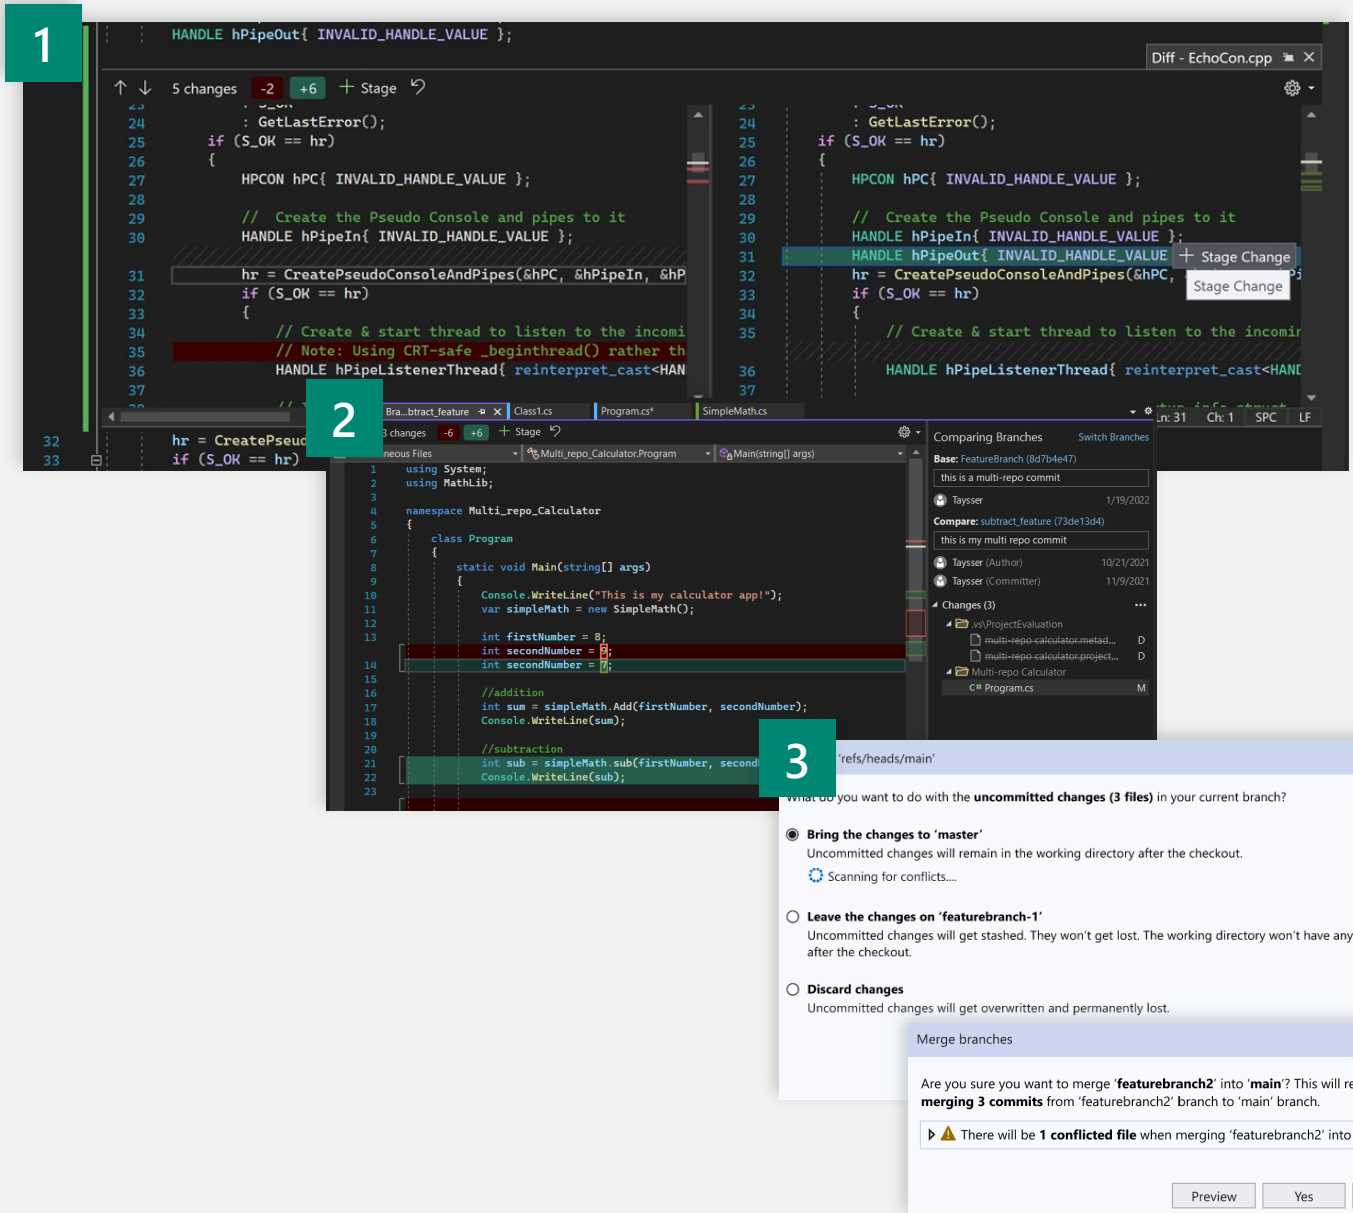 1
HANDLE hPipeOut{ INVALID_HANDLE_VALUE };
Diff - EchoCon.cpp
5 changes -2 +6 Stage
24 : GetLastError();
25 if (S_OK == hr)
26 {
27 HPCON hPC{ INVALID_HANDLE_VALUE };
28
29 // Create the Pseudo Console and pipes to it
30 HANDLE hPipeIn{ INVALID_HANDLE_VALUE };
31 hr = CreatePseudoConsoleAndPipes(&hPC, &hPipeIn, &hP
32 if (S_OK == hr)
33 {
34 // Create & start thread to listen to the incomi
35 // Note: Using CRT-safe _beginthread() rather th
36 HANDLE hPipeListenerThread{ reinterpret_cast<HAN
37
24 : GetLastError();
25 if (S_OK == hr)
26 {
27 HPCON hPC{ INVALID_HANDLE_VALUE };
28
29 // Create the Pseudo Console and pipes to it
30 HANDLE hPipeIn{ INVALID_HANDLE_VALUE };
31 HANDLE hPipeOut{ INVALID_HANDLE_VALUE
Stage Change
32 hr = CreatePseudoConsoleAndPipes(&hPC,
Stage Change
33 if (S_OK == hr)
34 {
35 // Create & start thread to listen to the incomin
36 HANDLE hPipeListenerThread{ reinterpret_cast<HAND
37
Ln: 31 Ch: 1 SPC LF
32 hr = CreatePseud
33 if (S_OK == hr)
2
Bra...btract_feature Class1.cs Program.cs* SimpleMath.cs
3 changes -6 +6 Stage
neous Files Multi_repo_Calculator.Program Main(string[] args)
1 using System;
2 using MathLib;
3
4 namespace Multi_repo_Calculator
5 {
6 class Program
7 {
8 static void Main(string[] args)
9 {
10 Console.WriteLine("This is my calculator app!");
11 var simpleMath = new SimpleMath();
12
13 int firstNumber = 8;
int secondNumber = 9;
14 int secondNumber = 7;
15
16 //addition
17 int sum = simpleMath.Add(firstNumber, secondNumber);
18 Console.WriteLine(sum);
19
20 //subtraction
21 int sub = simpleMath.sub(firstNumber, second
22 Console.WriteLine(sub);
23
Comparing Branches Switch Branches
Base: FeatureBranch (8d7b4e47)
this is a multi-repo commit
Taysser 1/19/2022
Compare: subtract_feature (73de13d4)
this is my multi repo commit
Taysser (Author) 10/21/2021
Taysser (Committer) 11/9/2021
Changes (3)
.vs\ProjectEvaluation
multi-repo calculator.metad... D
multi-repo calculator.project... D
Multi-repo Calculator
C# Program.cs M
3
'refs/heads/main'
What do you want to do with the uncommitted changes (3 files) in your current branch?
Bring the changes to 'master'
Uncommitted changes will remain in the working directory after the checkout.
Scanning for conflicts....
Leave the changes on 'featurebranch-1'
Uncommitted changes will get stashed. They won't get lost. The working directory won't have any
after the checkout.
Discard changes
Uncommitted changes will get overwritten and permanently lost.
Merge branches
Are you sure you want to merge 'featurebranch2' into 'main'? This will re
merging 3 commits from 'featurebranch2' branch to 'main' branch.
There will be 1 conflicted file when merging 'featurebranch2' into
Preview Yes